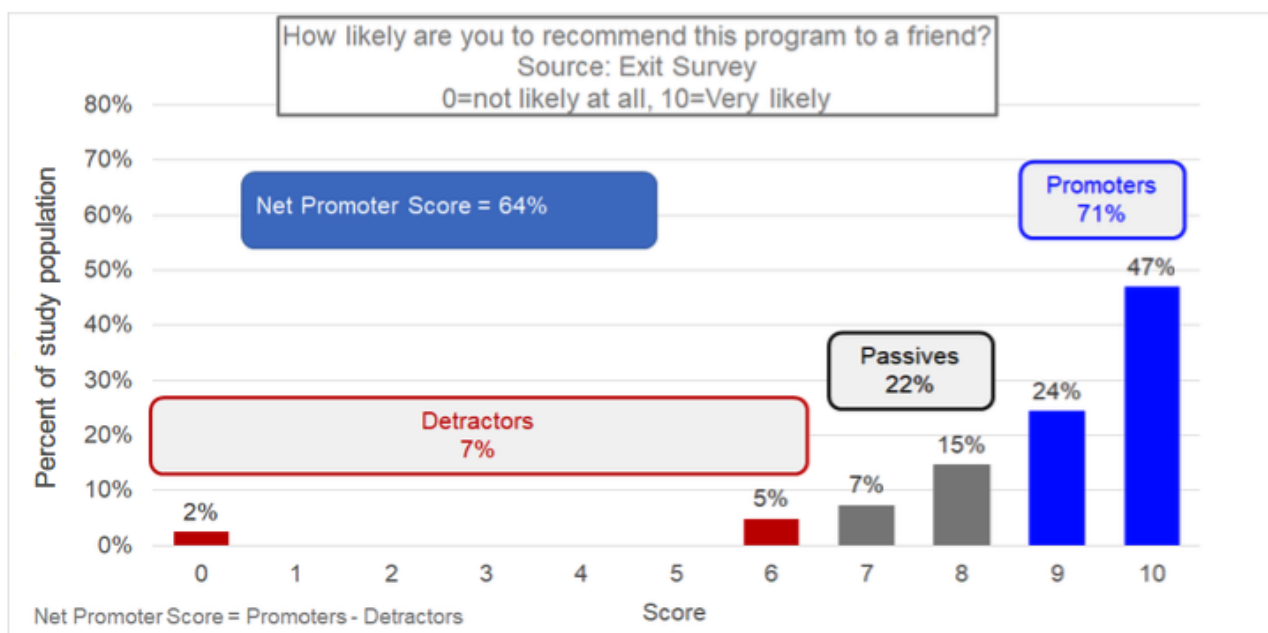 How likely are you to recommend this program to a friend?
Source: Exit Survey
0=not likely at all, 10=Very likely
Percent of study population
80%
70%
60%
50%
40%
30%
20%
10%
0%
Net Promoter Score = 64%
Promoters
71%
Passives
22%
Detractors
7%
2%
5%
7%
15%
24%
47%
0 1 2 3 4 5 6 7 8 9 10
Score
Net Promoter Score = Promoters - Detractors